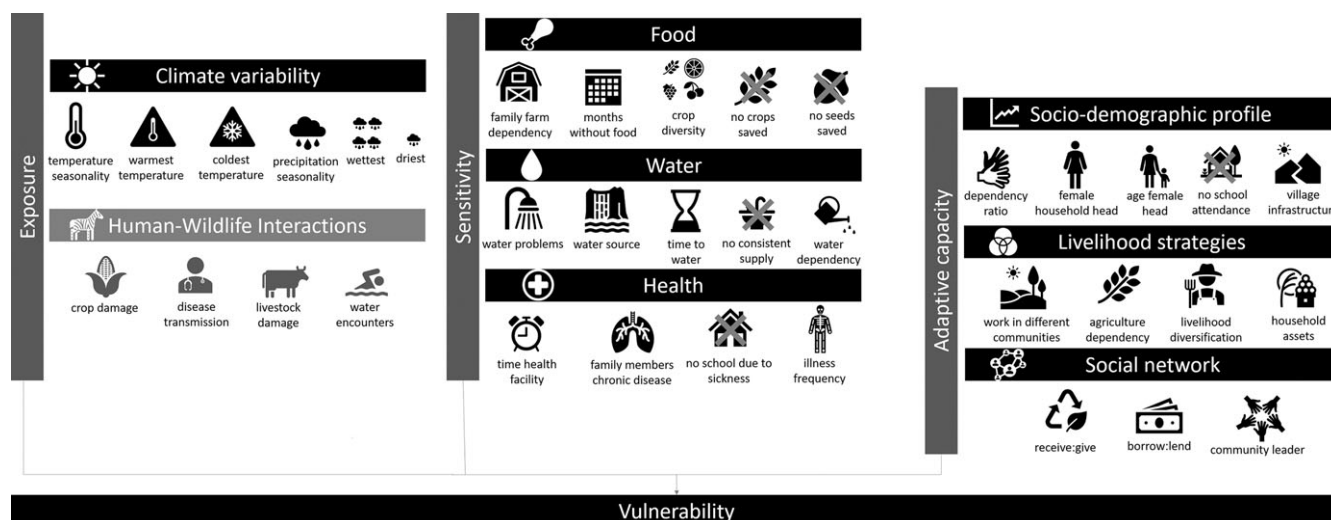 Exposure
Climate variability
temperature
seasonality
warmest
temperature
coldest
temperature
precipitation
seasonality
wettest
driest
Human-Wildlife Interactions
crop damage
disease
transmission
livestock
damage
water
encounters
Sensitivity
Food
family farm
dependency
months
without food
crop
diversity
no crops
saved
no seeds
saved
Water
water problems
water source
time to
water
no consistent
supply
water
dependency
Health
time health
facility
family members
chronic disease
no school due to
sickness
illness
frequency
Adaptive capacity
Socio-demographic profile
dependency
ratio
female
household head
age female
head
no school
attendance
village
infrastructur
Livelihood strategies
work in different
communities
agriculture
dependency
livelihood
diversification
household
assets
Social network
receive:give
borrow:lend
community leader
Vulnerability